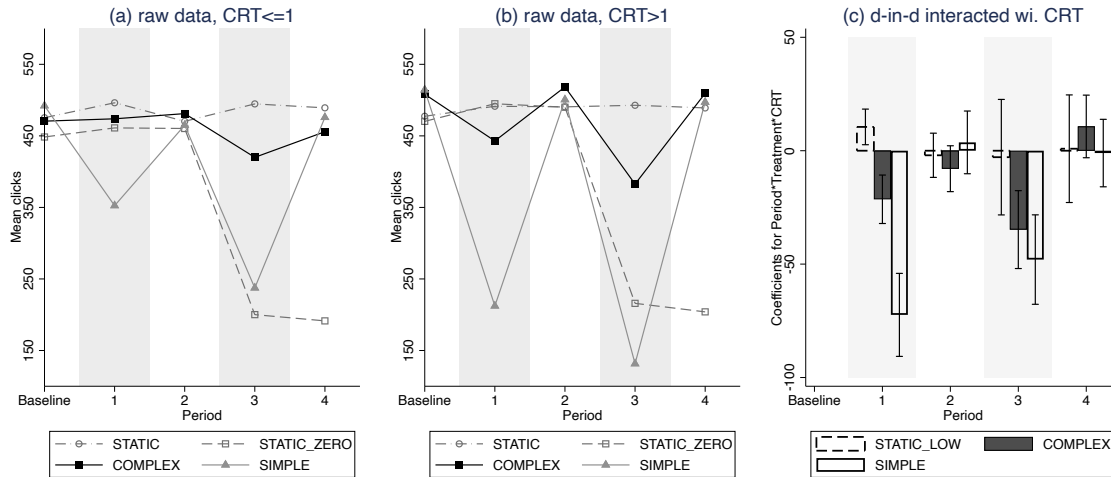 (a) raw data, CRT<=1
550
450
350
250
150
Mean clicks
Baseline 1 2 3 4
Period
STATIC STATIC_ZERO
COMPLEX SIMPLE
(b) raw data, CRT>1
550
450
350
250
150
Mean clicks
Baseline 1 2 3 4
Period
STATIC STATIC_ZERO
COMPLEX SIMPLE
(c) d-in-d interacted wi. CRT
50
0
-50
-100
Coefficients for Period*Treatment*CRT
Baseline 1 2 3 4
Period
STATIC_LOW COMPLEX
SIMPLE